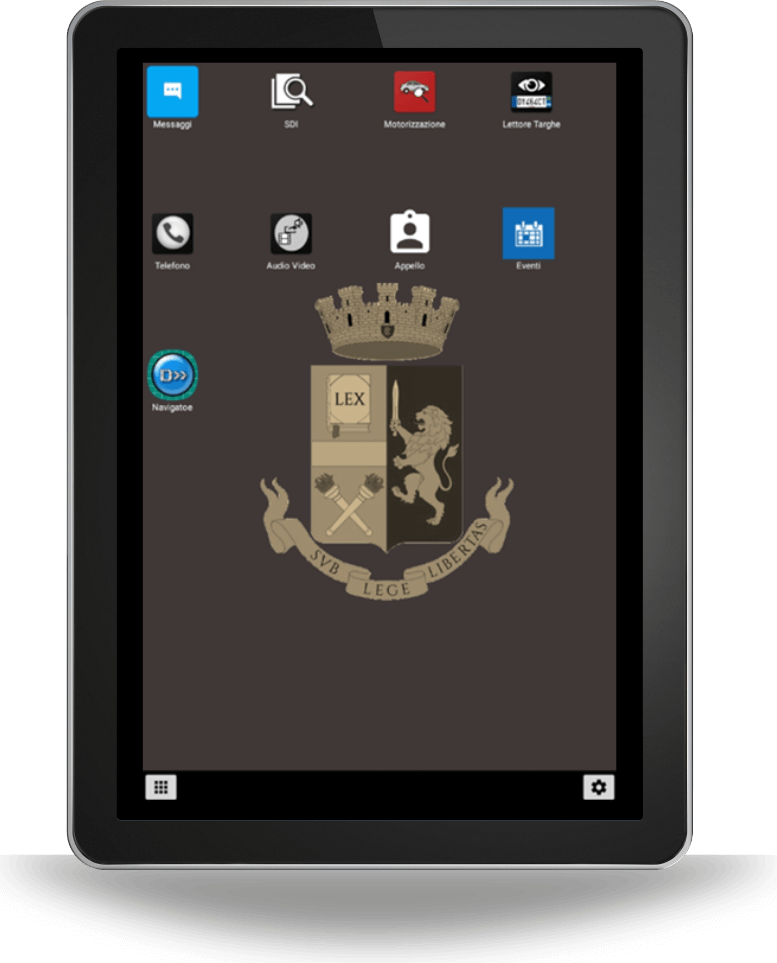 Messaggi
SDI
Motorizzazione
Lettore Targhe
Telefono
Audio Video
Appello
Eventi
Navigatoe
LEX
SVB LEGE LIBERTAS